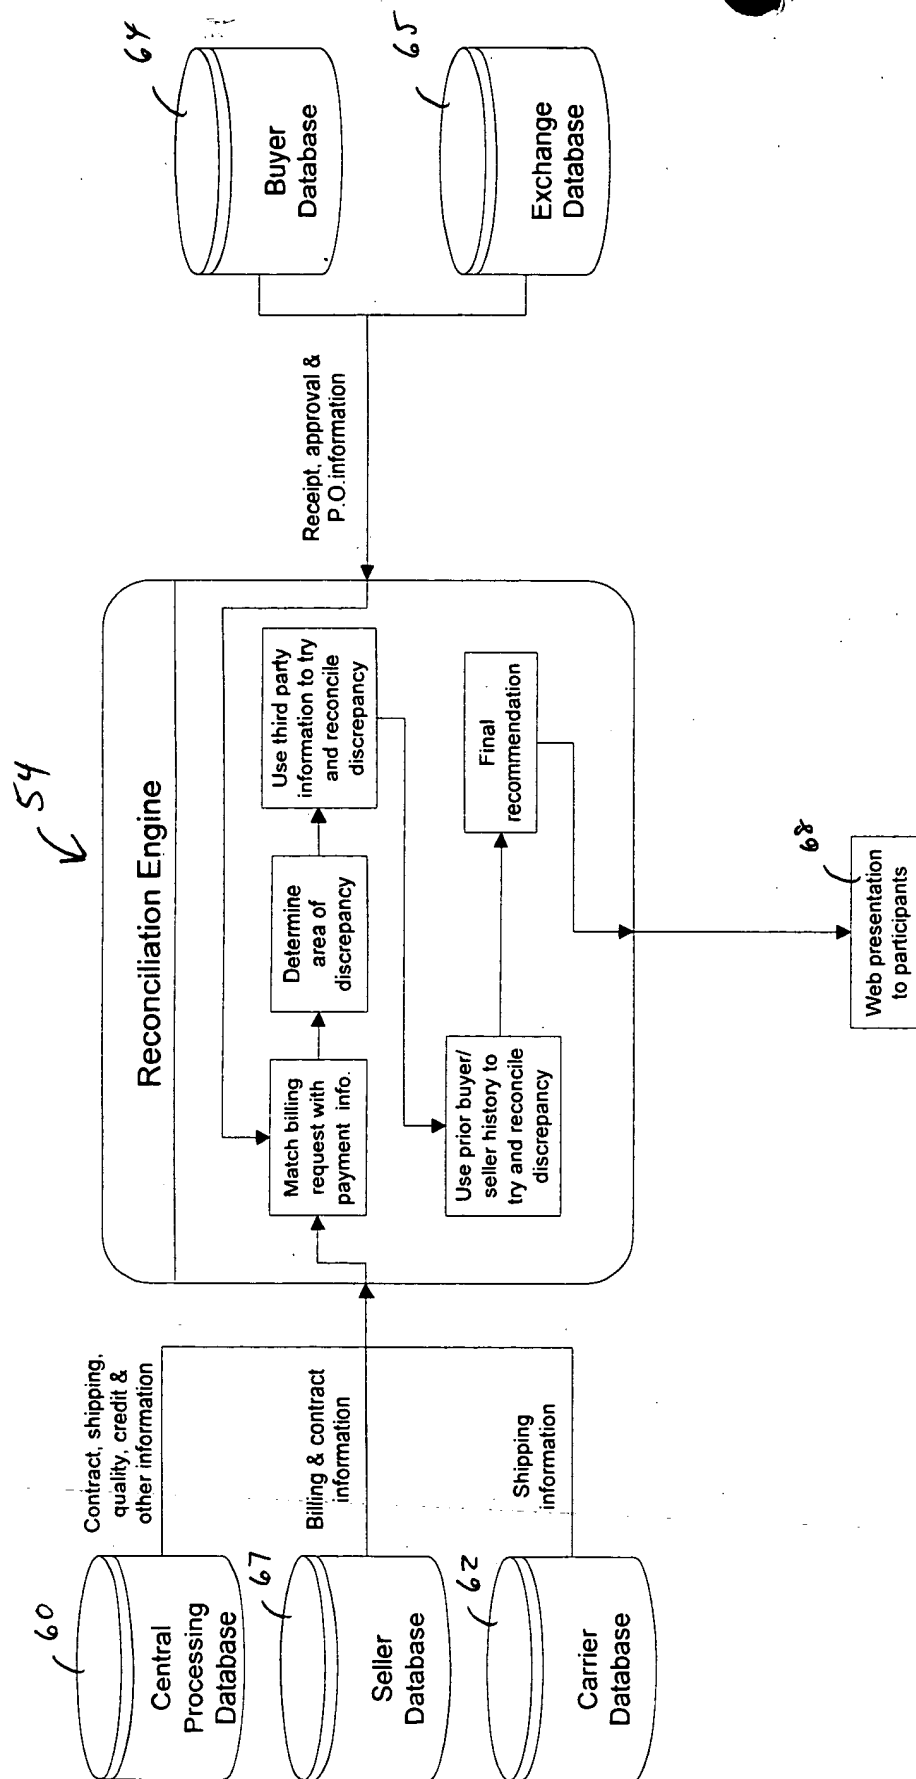 54
Reconciliation Engine
60
Central
Processing
Database
Contract, shipping,
quality, credit &
other information
67
Seller
Database
Billing & contract
information
62
Carrier
Database
Shipping
information
Match billing
request with
payment info.
Determine
area of
discrepancy
Use third party
information to try
and reconcile
discrepancy
Use prior buyer/
seller history to
try and reconcile
discrepancy
Final
recommendation
Receipt, approval &
P.O.information
64
Buyer
Database
65
Exchange
Database
68
Web presentation
to participants